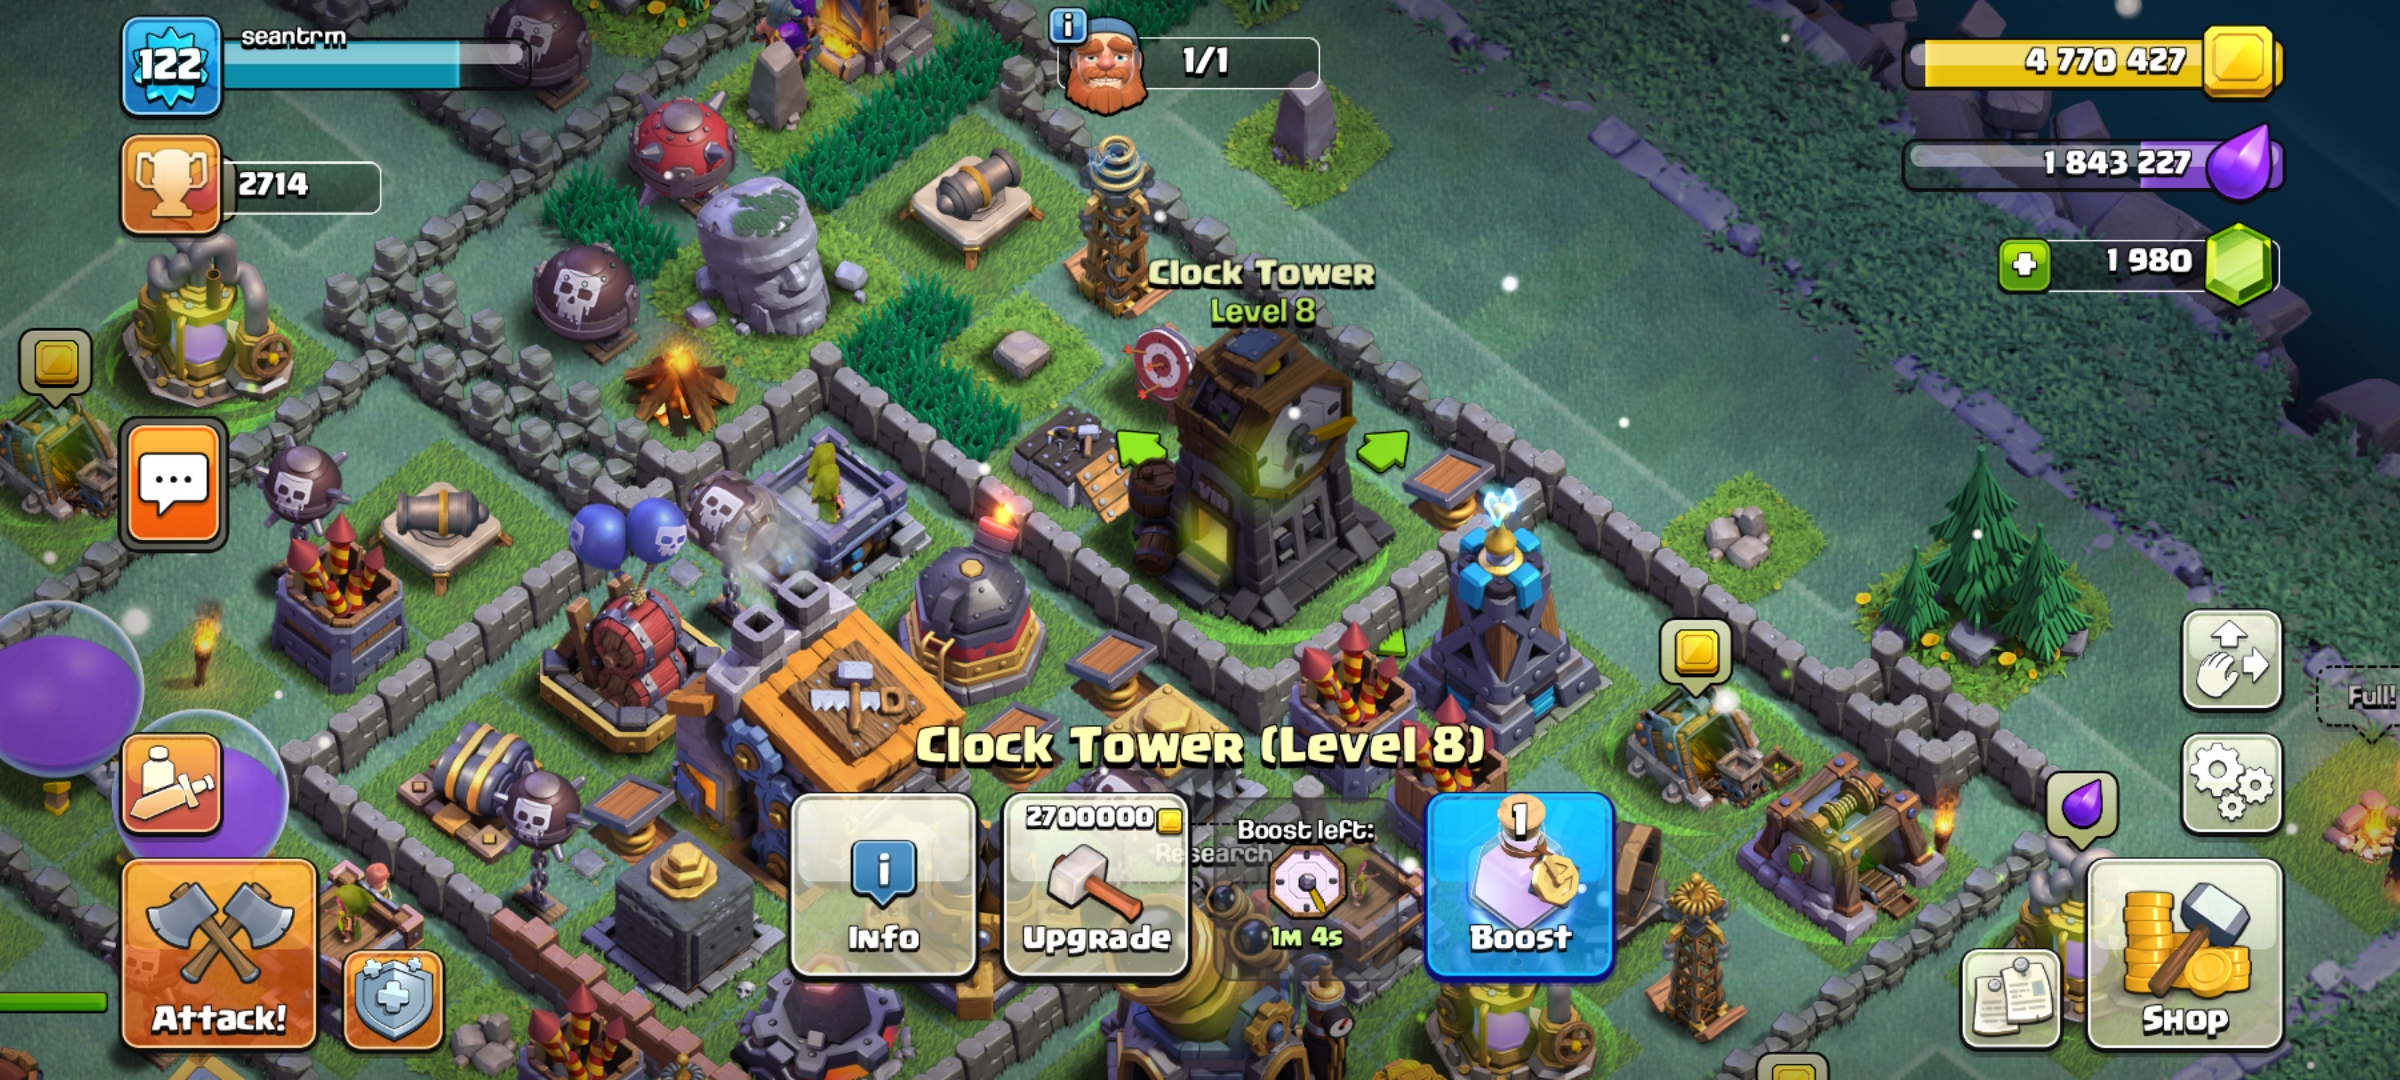 122
seantrm
1/1
4 770 427
2714
1 843 227
1 980
Clock Tower
Level 8
Full!
Clock Tower (Level 8)
2700000
Boost left:
1
Research
Info
Upgrade
1M 4s
Boost
Attack!
Shop